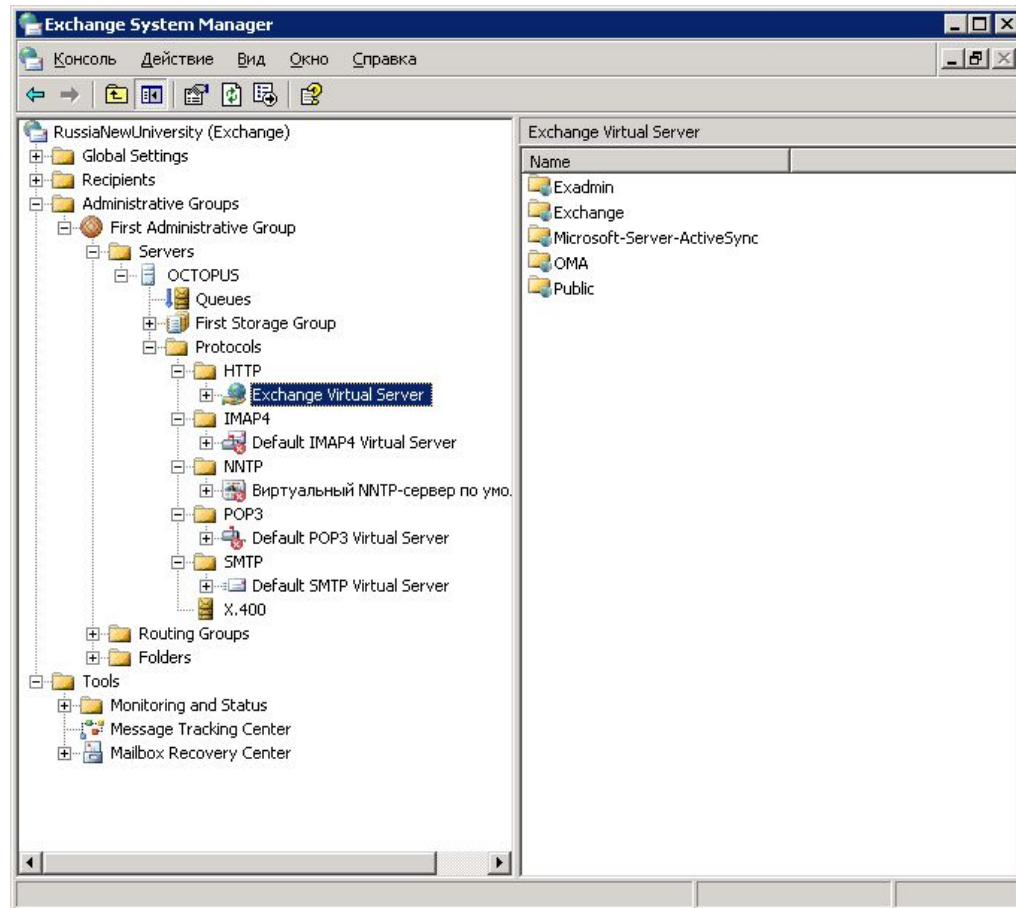 Exchange System Manager
Консоль Действие Вид Окно Справка
RussiaNewUniversity (Exchange)
Global Settings
Recipients
Administrative Groups
First Administrative Group
Servers
OCTOPUS
Queues
First Storage Group
Protocols
HTTP
Exchange Virtual Server
IMAP4
Default IMAP4 Virtual Server
NNTP
Виртуальный NNTP-сервер по умо.
POP3
Default POP3 Virtual Server
SMTP
Default SMTP Virtual Server
X.400
Routing Groups
Folders
Tools
Monitoring and Status
Message Tracking Center
Mailbox Recovery Center
Exchange Virtual Server
Name
Exadmin
Exchange
Microsoft-Server-ActiveSync
OMA
Public